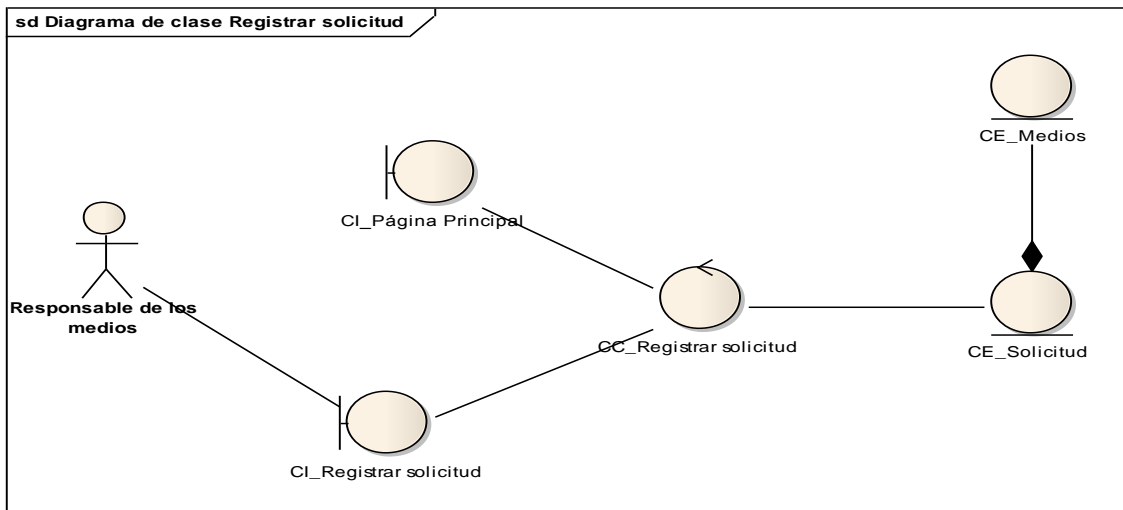 sd Diagrama de clase Registrar solicitud
CE_Medios
CI_Página Principal
Responsable de los
medios
CC_Registrar solicitud
CE_Solicitud
CI_Registrar solicitud